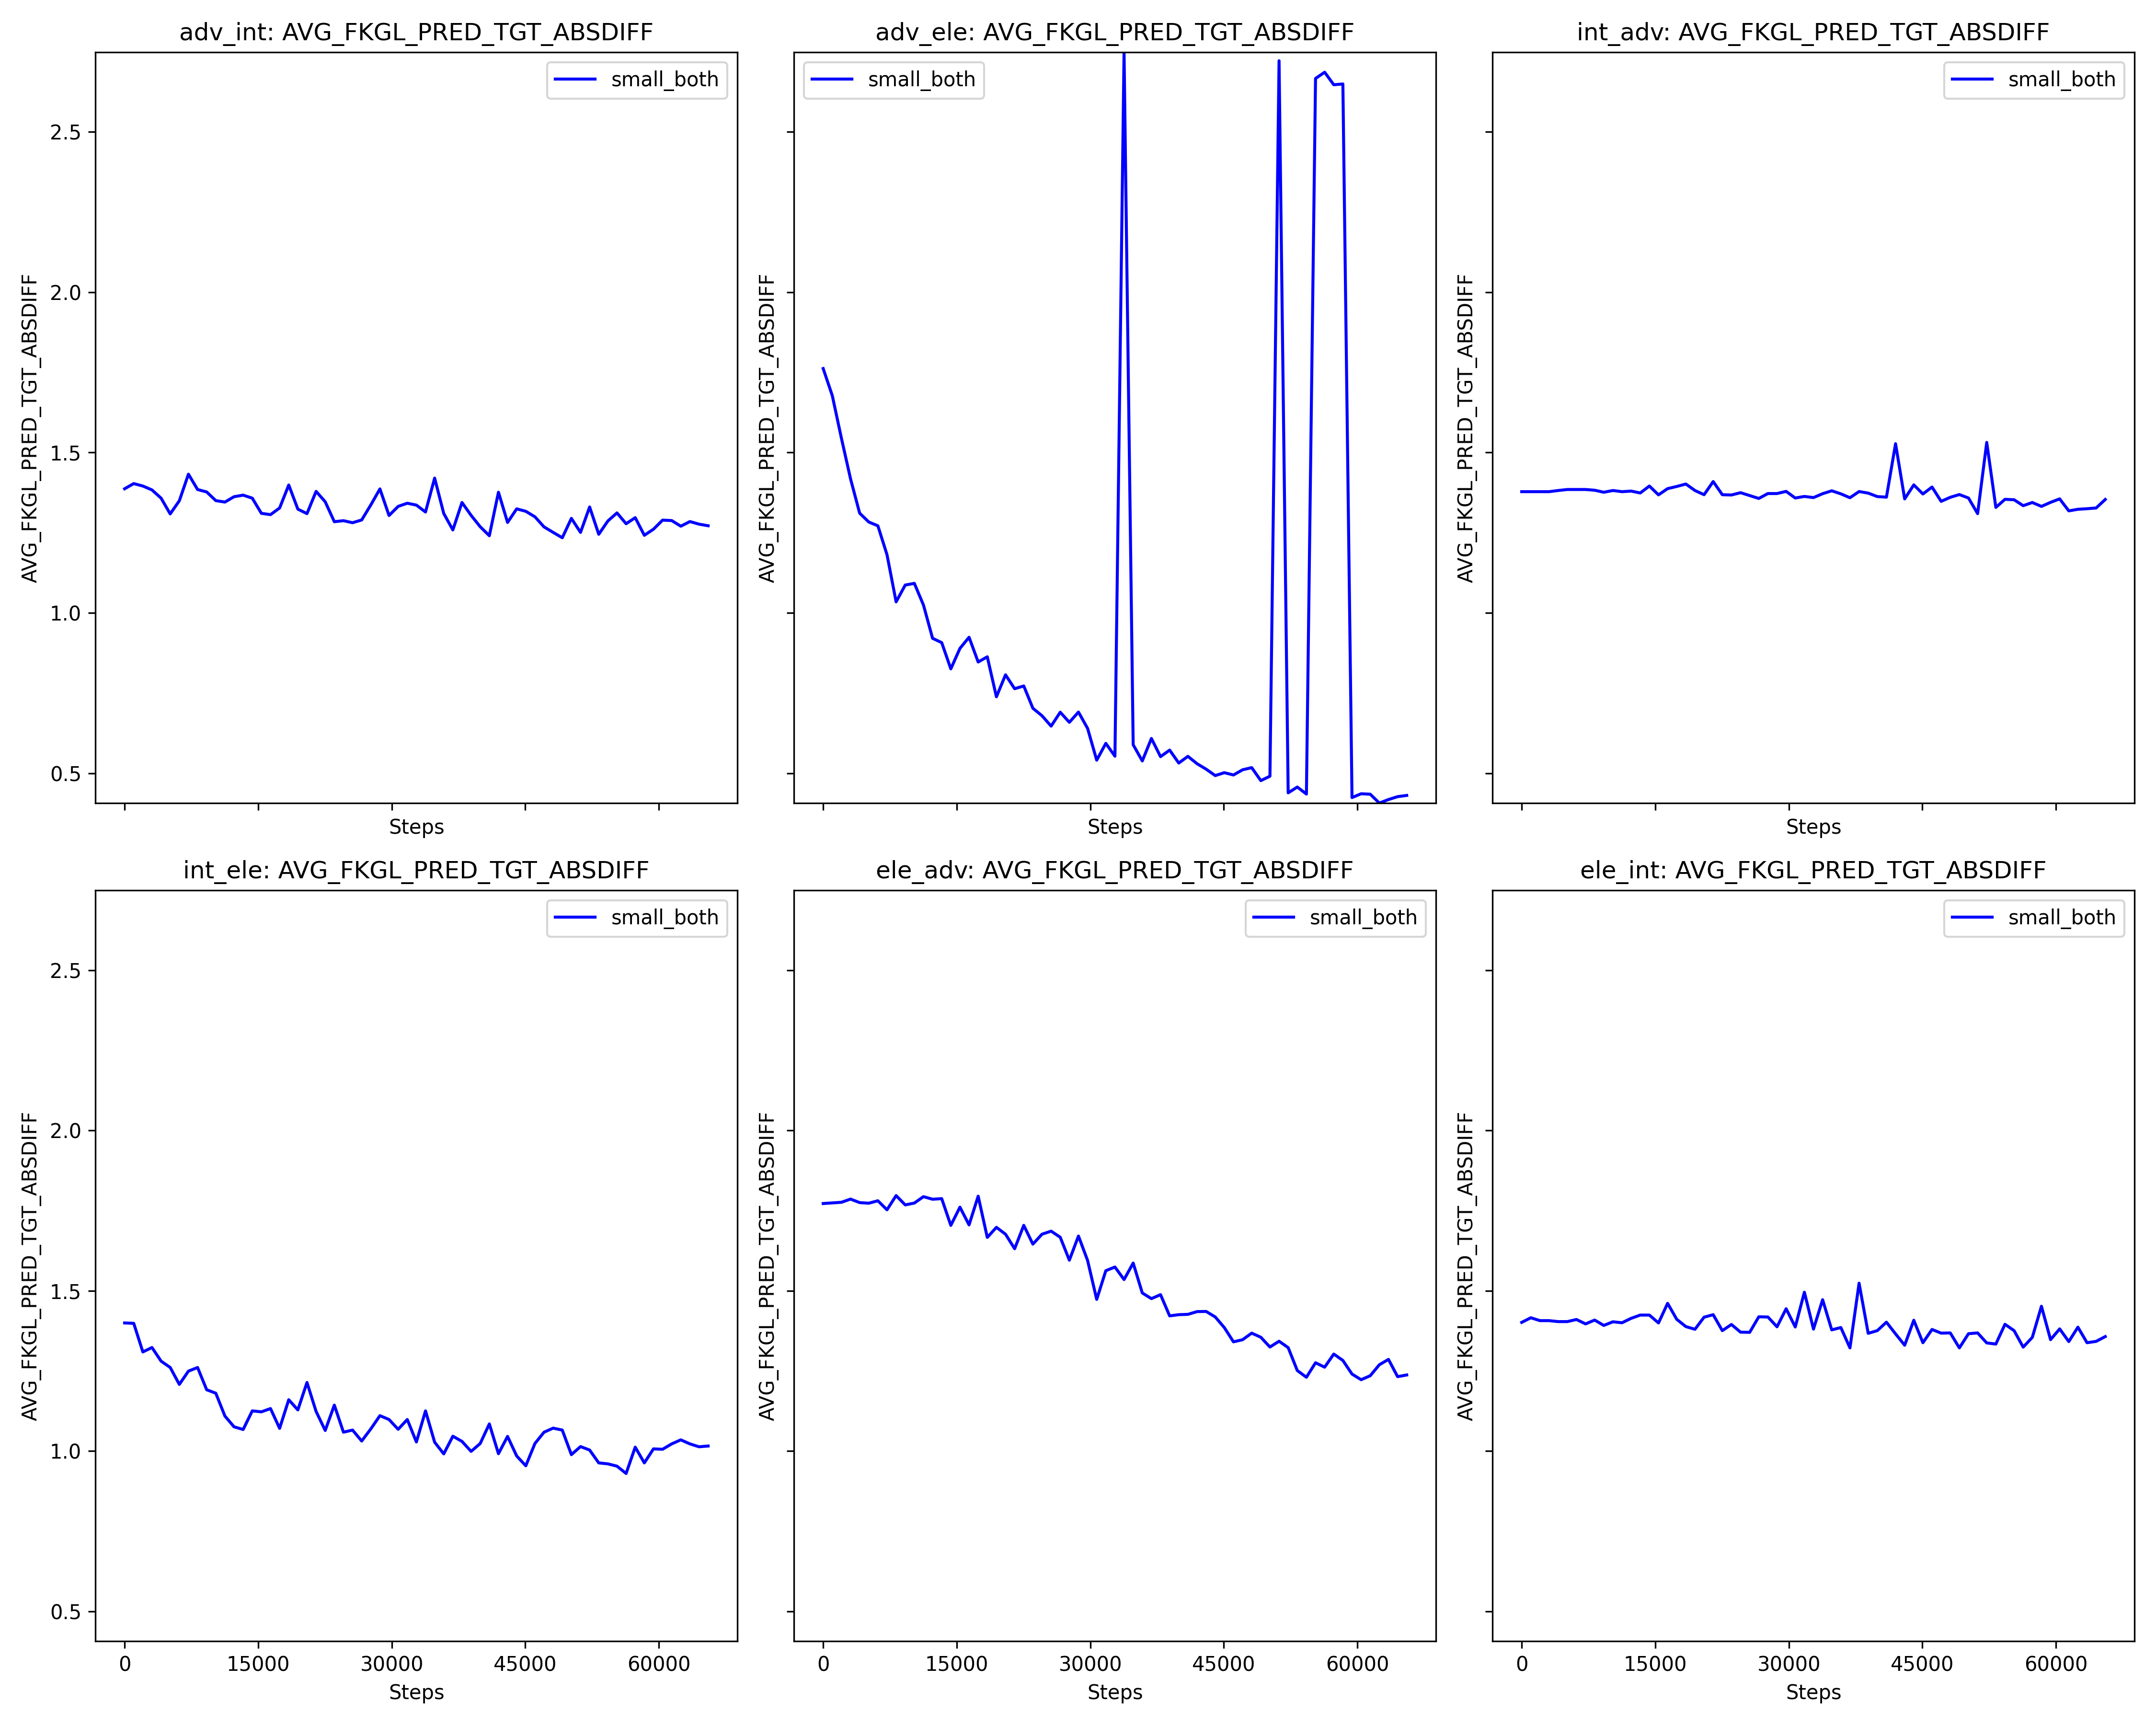 adv_int: AVG_FKGL_PRED_TGT_ABSDIFF
adv_ele: AVG_FKGL_PRED_TGT_ABSDIFF
int_adv: AVG_FKGL_PRED_TGT_ABSDIFF
small_both
small_both
small_both
AVG_FKGL_PRED_TGT_ABSDIFF
2.5
2.0
1.5
1.0
0.5
AVG_FKGL_PRED_TGT_ABSDIFF
AVG_FKGL_PRED_TGT_ABSDIFF
Steps
Steps
Steps
int_ele: AVG_FKGL_PRED_TGT_ABSDIFF
ele_adv: AVG_FKGL_PRED_TGT_ABSDIFF
ele_int: AVG_FKGL_PRED_TGT_ABSDIFF
small_both
small_both
small_both
AVG_FKGL_PRED_TGT_ABSDIFF
2.5
2.0
1.5
1.0
0.5
AVG_FKGL_PRED_TGT_ABSDIFF
AVG_FKGL_PRED_TGT_ABSDIFF
0 15000 30000 45000 60000
0 15000 30000 45000 60000
0 15000 30000 45000 60000
Steps
Steps
Steps